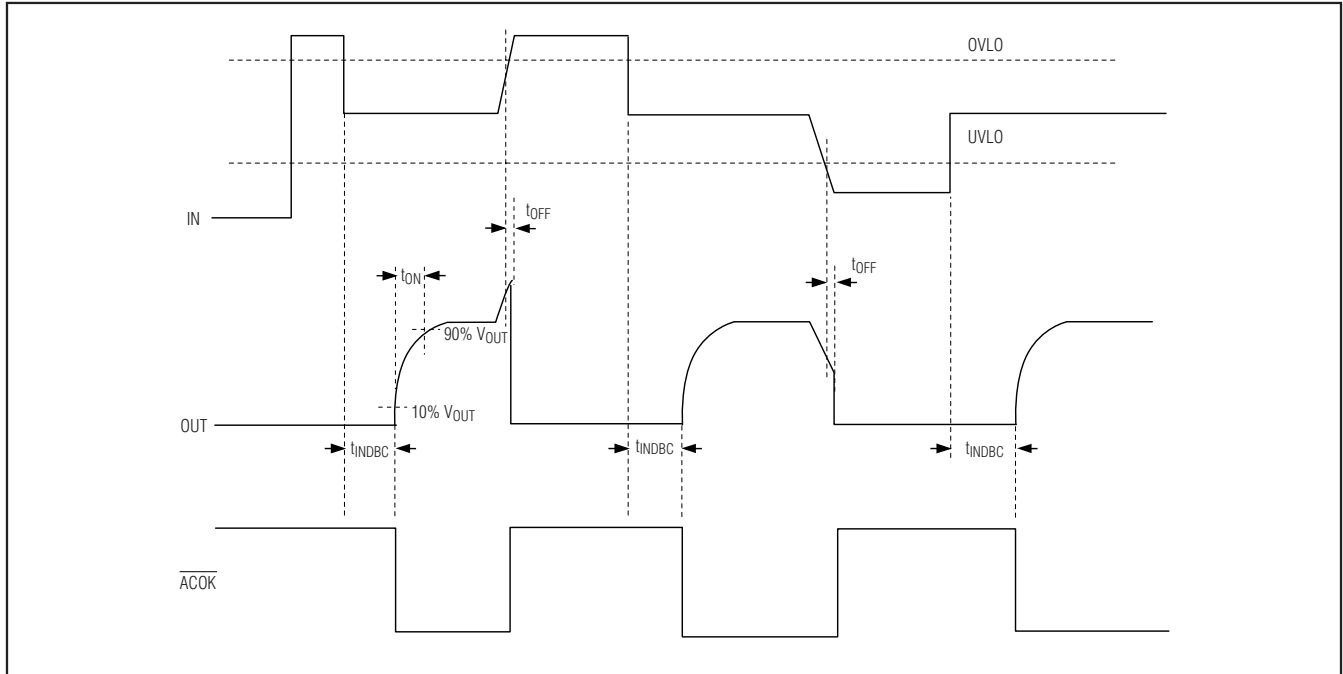 OVLO
UVLO
IN
tOFF
tON
tOFF
90% VOUT
10% VOUT
OUT
tINDBC
tINDBC
tINDBC
ACOK